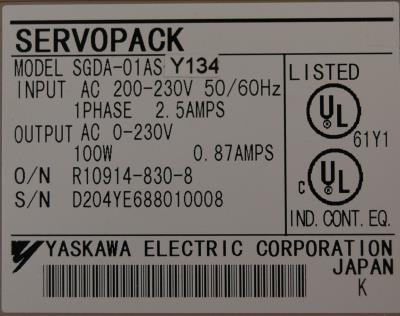 SERVOPACK
MODEL SGDA-01AS Y134
INPUT AC 200-230V 50/60Hz
1PHASE 2.5AMPS
OUTPUT AC 0-230V
100W 0.87AMPS
O/N R10914-830-8
S/N D204YE688010008
LISTED
UL
61Y1
C UL
IND. CONT. EQ.
YASKAWA ELECTRIC CORPORATION
JAPAN
K